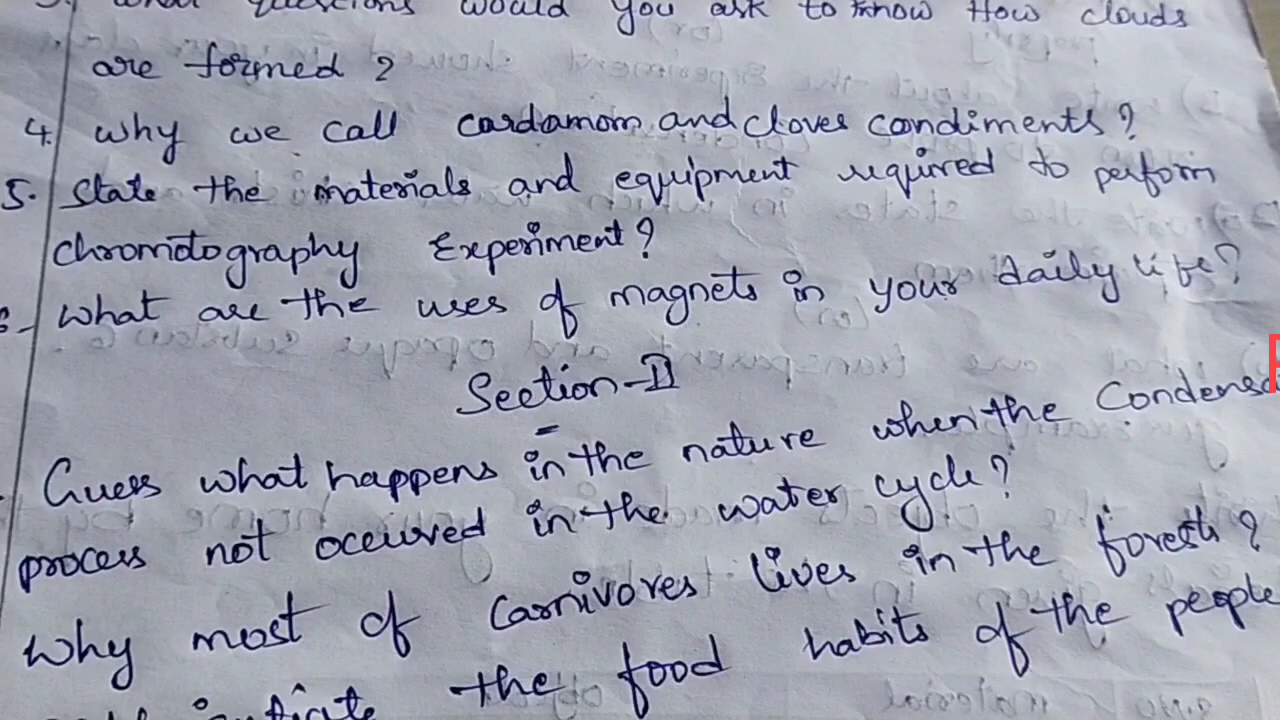 What questions would you ask to know How clouds
are formed ?
4. Why we call cardamom and cloves condiments ?
5. State the materials and equipment required to perform
chromotography Experiment ?
What are the uses of magnets in your daily life ?
Section-II
Guess what happens in the nature when the Condensa
process not occured in the water cycle ?
Why most of Carnivores lives in the forests ?
the food habits of the people